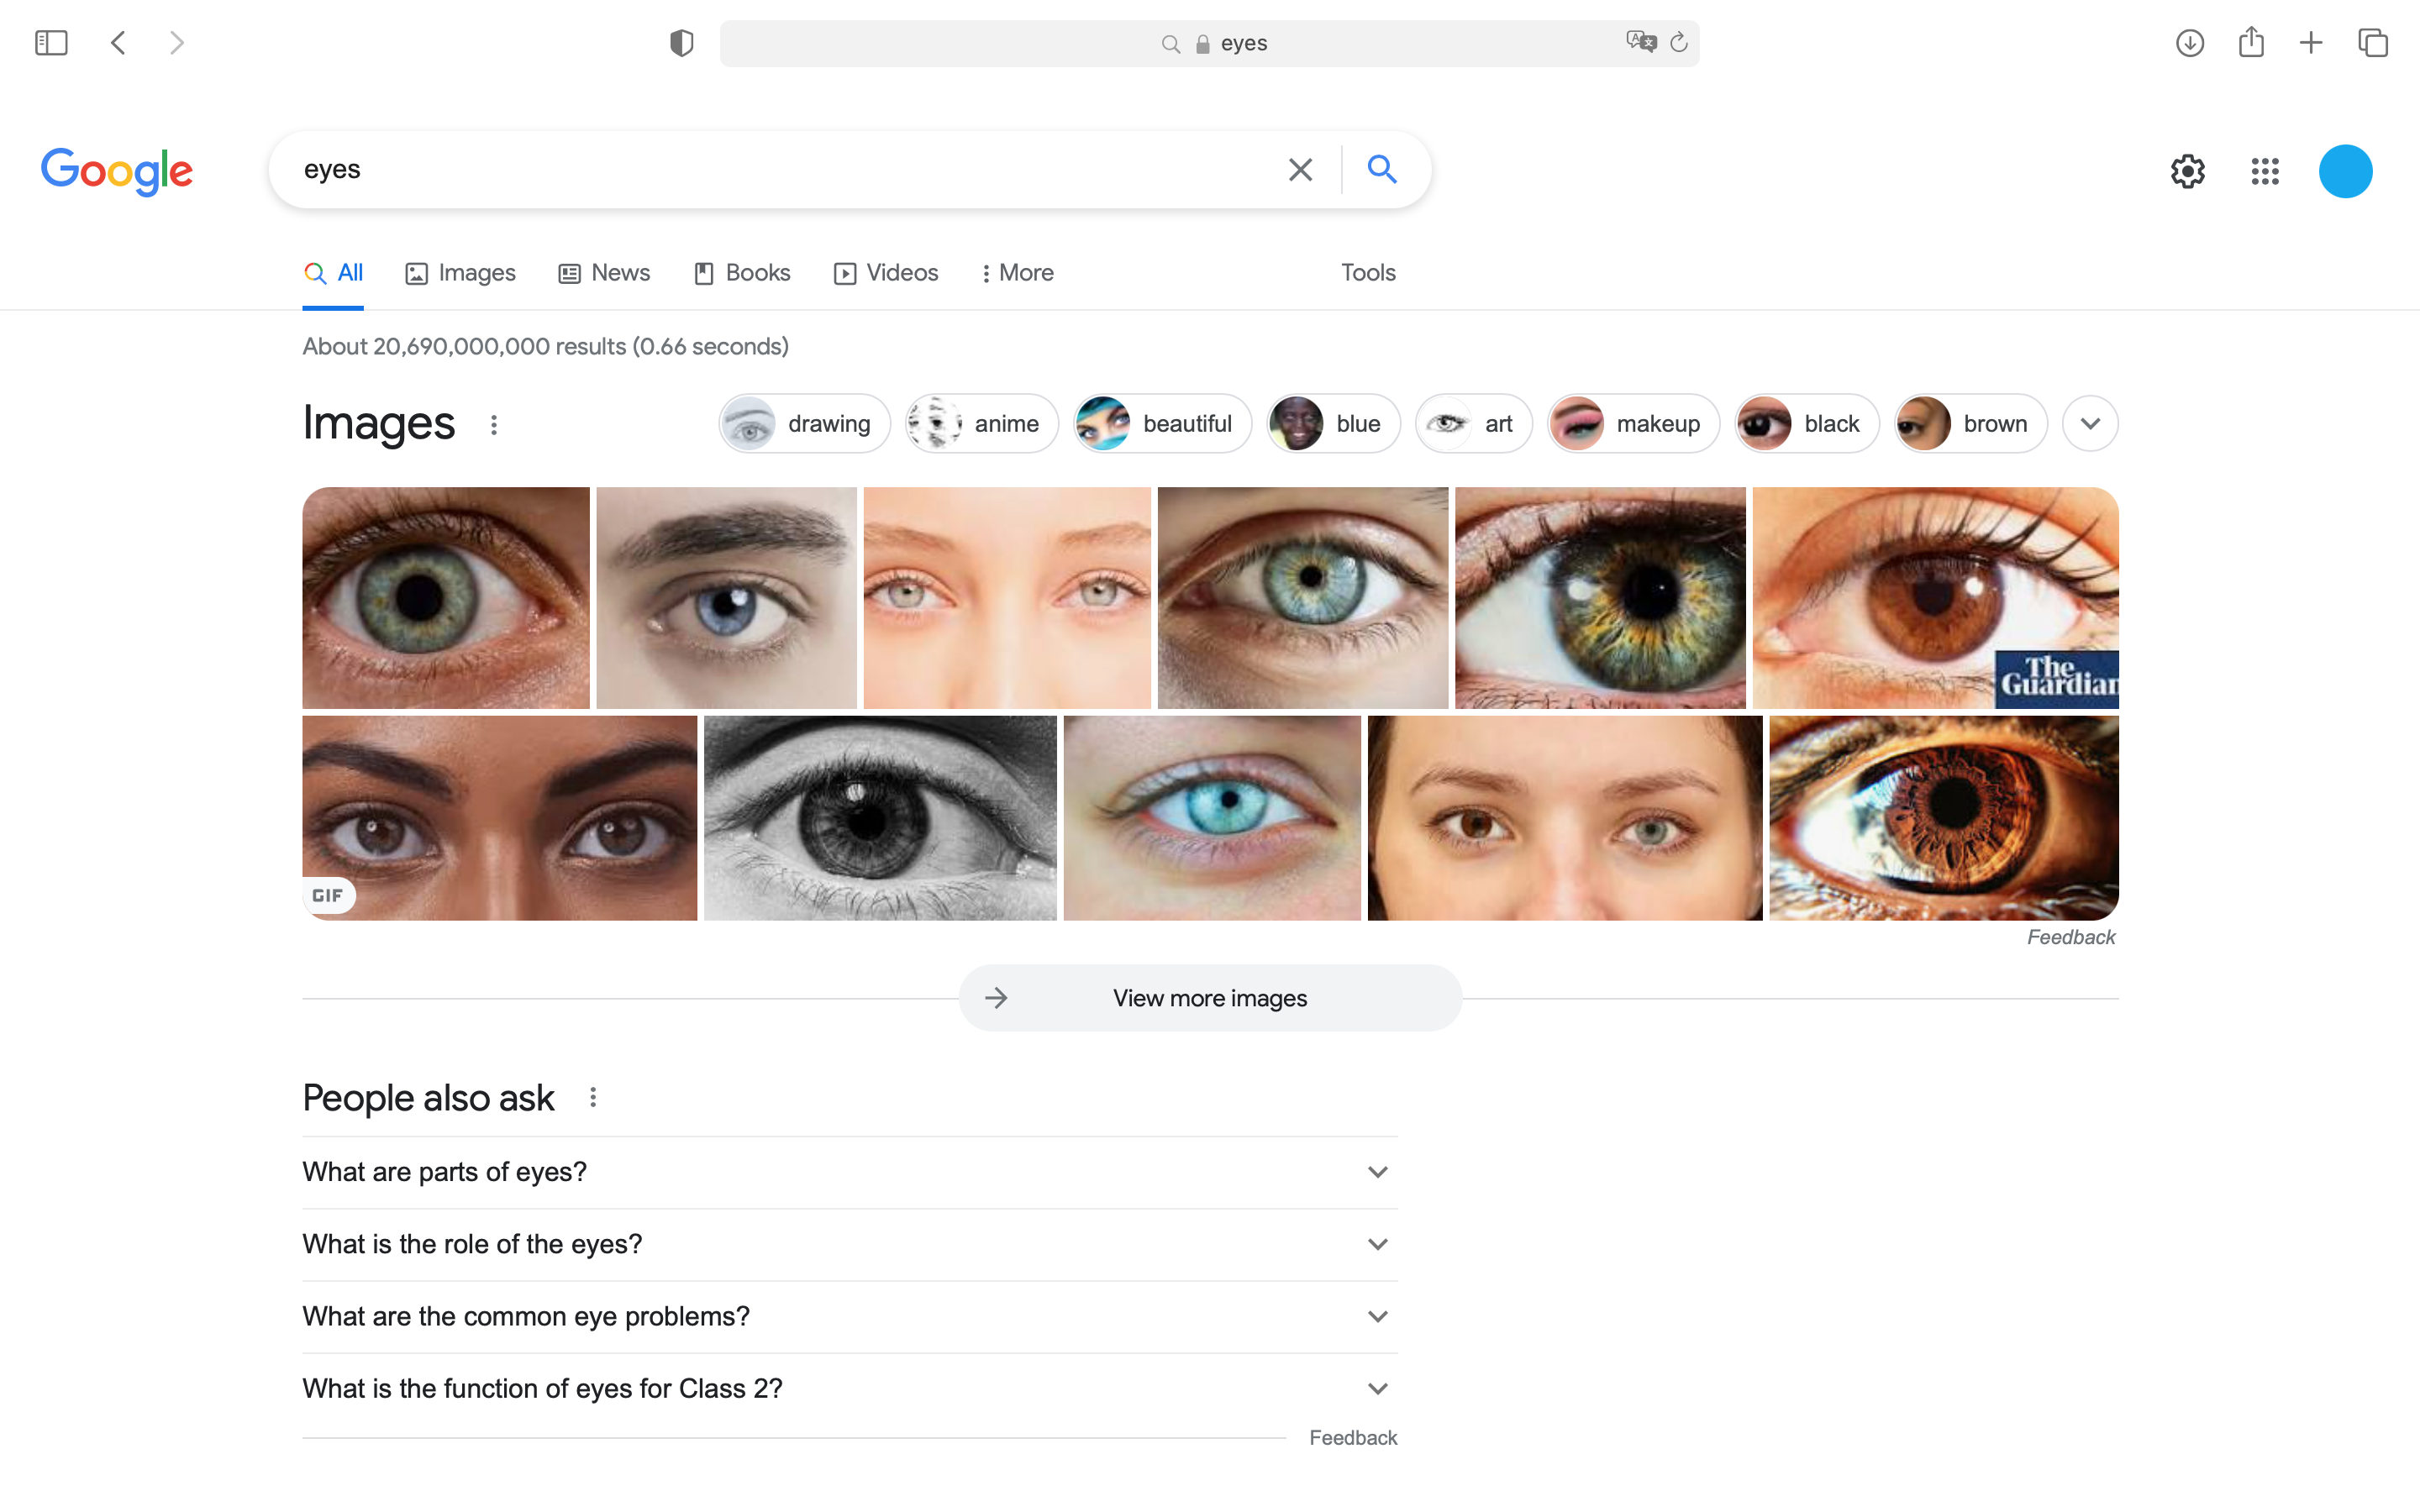 eyes
Google
eyes
All Images News Books Videos More Tools
About 20,690,000,000 results (0.66 seconds)
Images drawing anime beautiful blue art makeup black brown
The
Guardian
GIF
Feedback
View more images
People also ask
What are parts of eyes?
What is the role of the eyes?
What are the common eye problems?
What is the function of eyes for Class 2?
Feedback